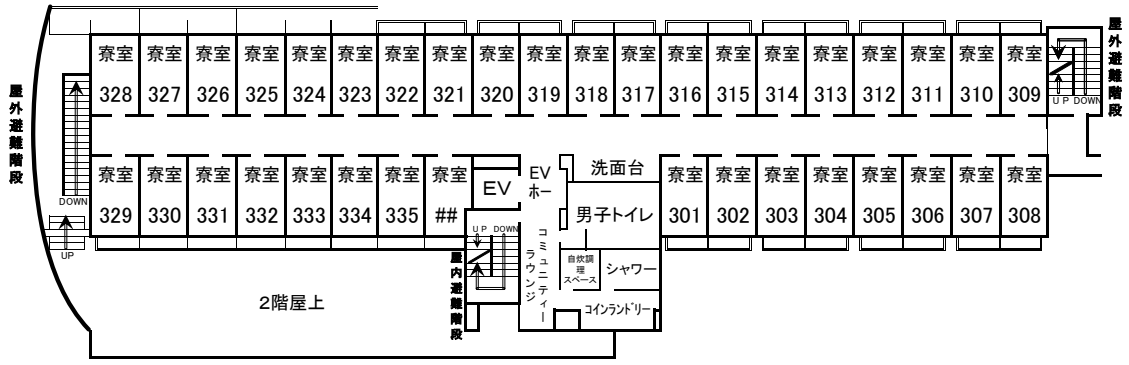 屋外避難階段
寮室 寮室 寮室 寮室 寮室 寮室 寮室 寮室 寮室 寮室 寮室 寮室 寮室 寮室 寮室 寮室 寮室 寮室 寮室 寮室
328 327 326 325 324 323 322 321 320 319 318 317 316 315 314 313 312 311 310 309
UP DOWN
屋外避難階段
DOWN
UP
寮室 寮室 寮室 寮室 寮室 寮室 寮室 寮室
329 330 331 332 333 334 335 ##
EV
EV
ホー
洗面台
男子トイレ
寮室 寮室 寮室 寮室 寮室 寮室 寮室 寮室
301 302 303 304 305 306 307 308
UP DOWN
屋内避難階段
コミュニティー
ラウンジ
自炊調
理
スペース
シャワー
コインランドリー
2階屋上